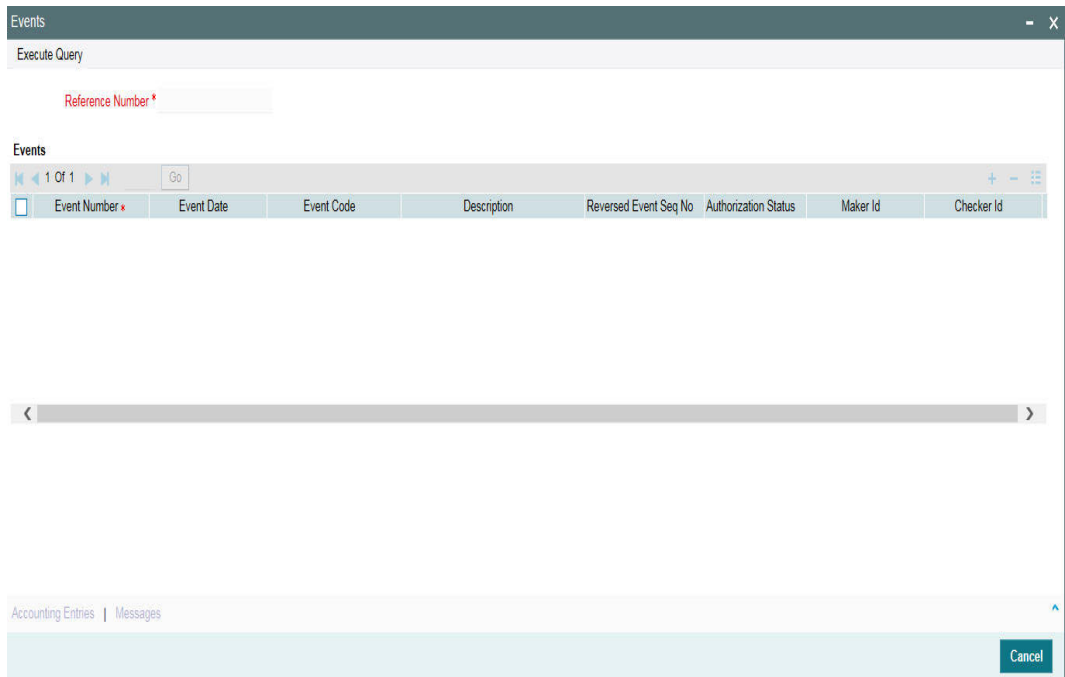 Events - X
Execute Query
Reference Number *
Events
1 Of 1 Go + -
Event Number * Event Date Event Code Description Reversed Event Seq No Authorization Status Maker Id Checker Id
Accounting Entries | Messages
Cancel